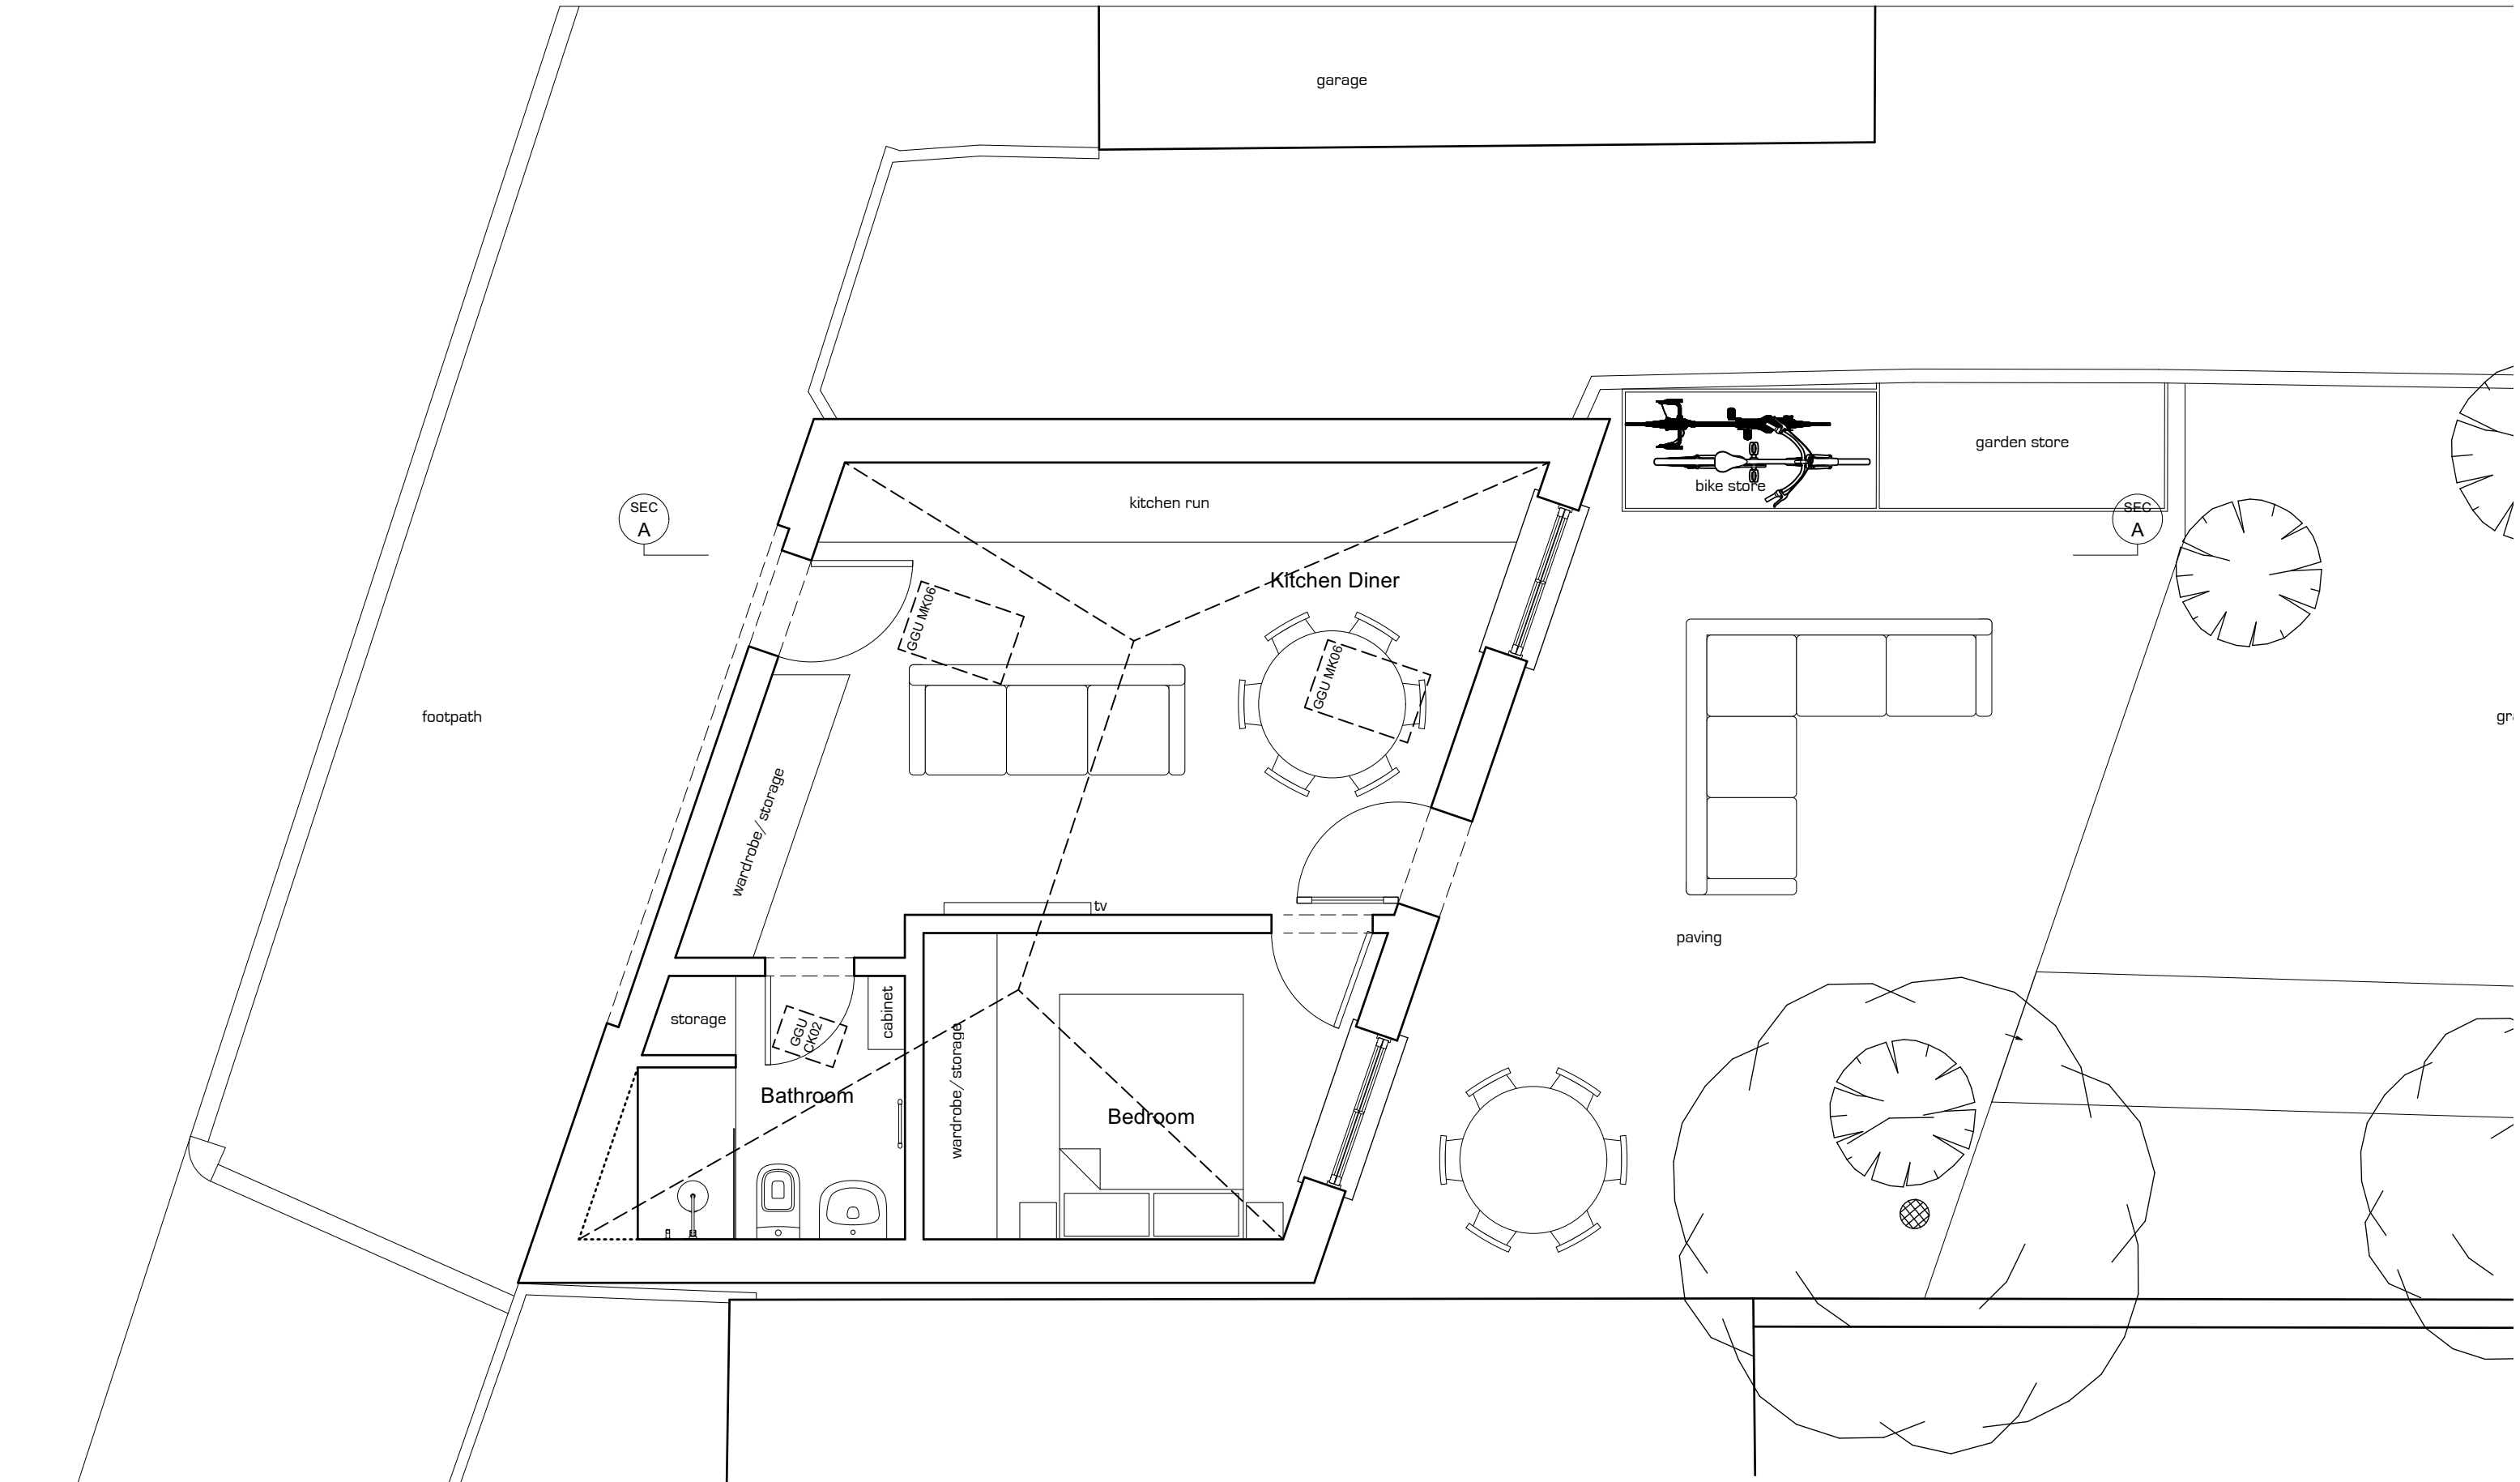 garage
garden store
bike store
kitchen run
SEC
A
SEC
A
Kitchen Diner
GGU MK06
GGU MK06
footpath
wardrobe/storage
tv
paving
storage
GGU
CK02
cabinet
wardrobe/storage
Bathroom
Bedroom